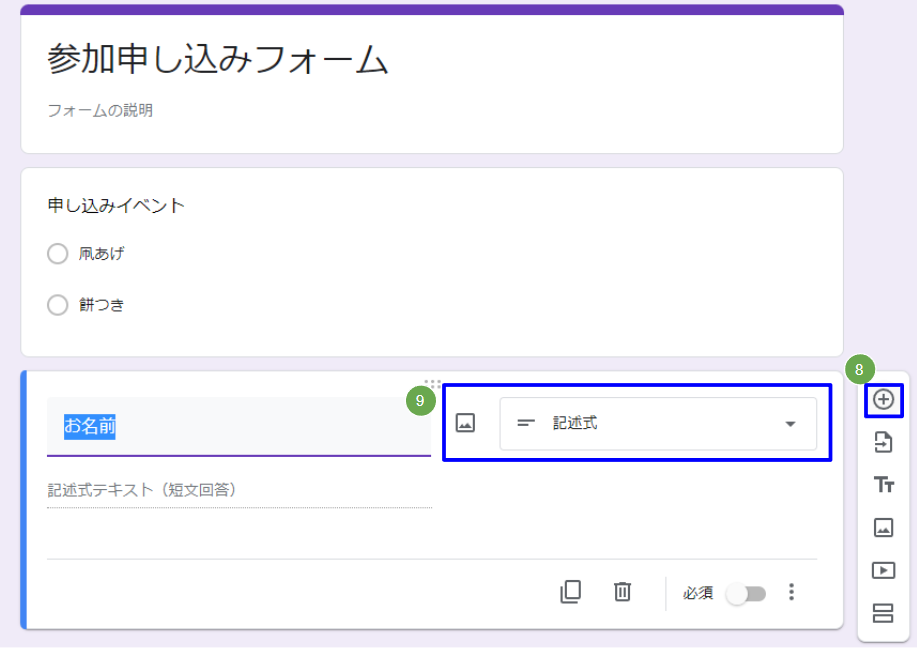 参加申し込みフォーム
フォームの説明
申し込みイベント
凧あげ
餅つき
8
9
お名前
記述式
Tт
記述式テキスト（短文回答）
必須